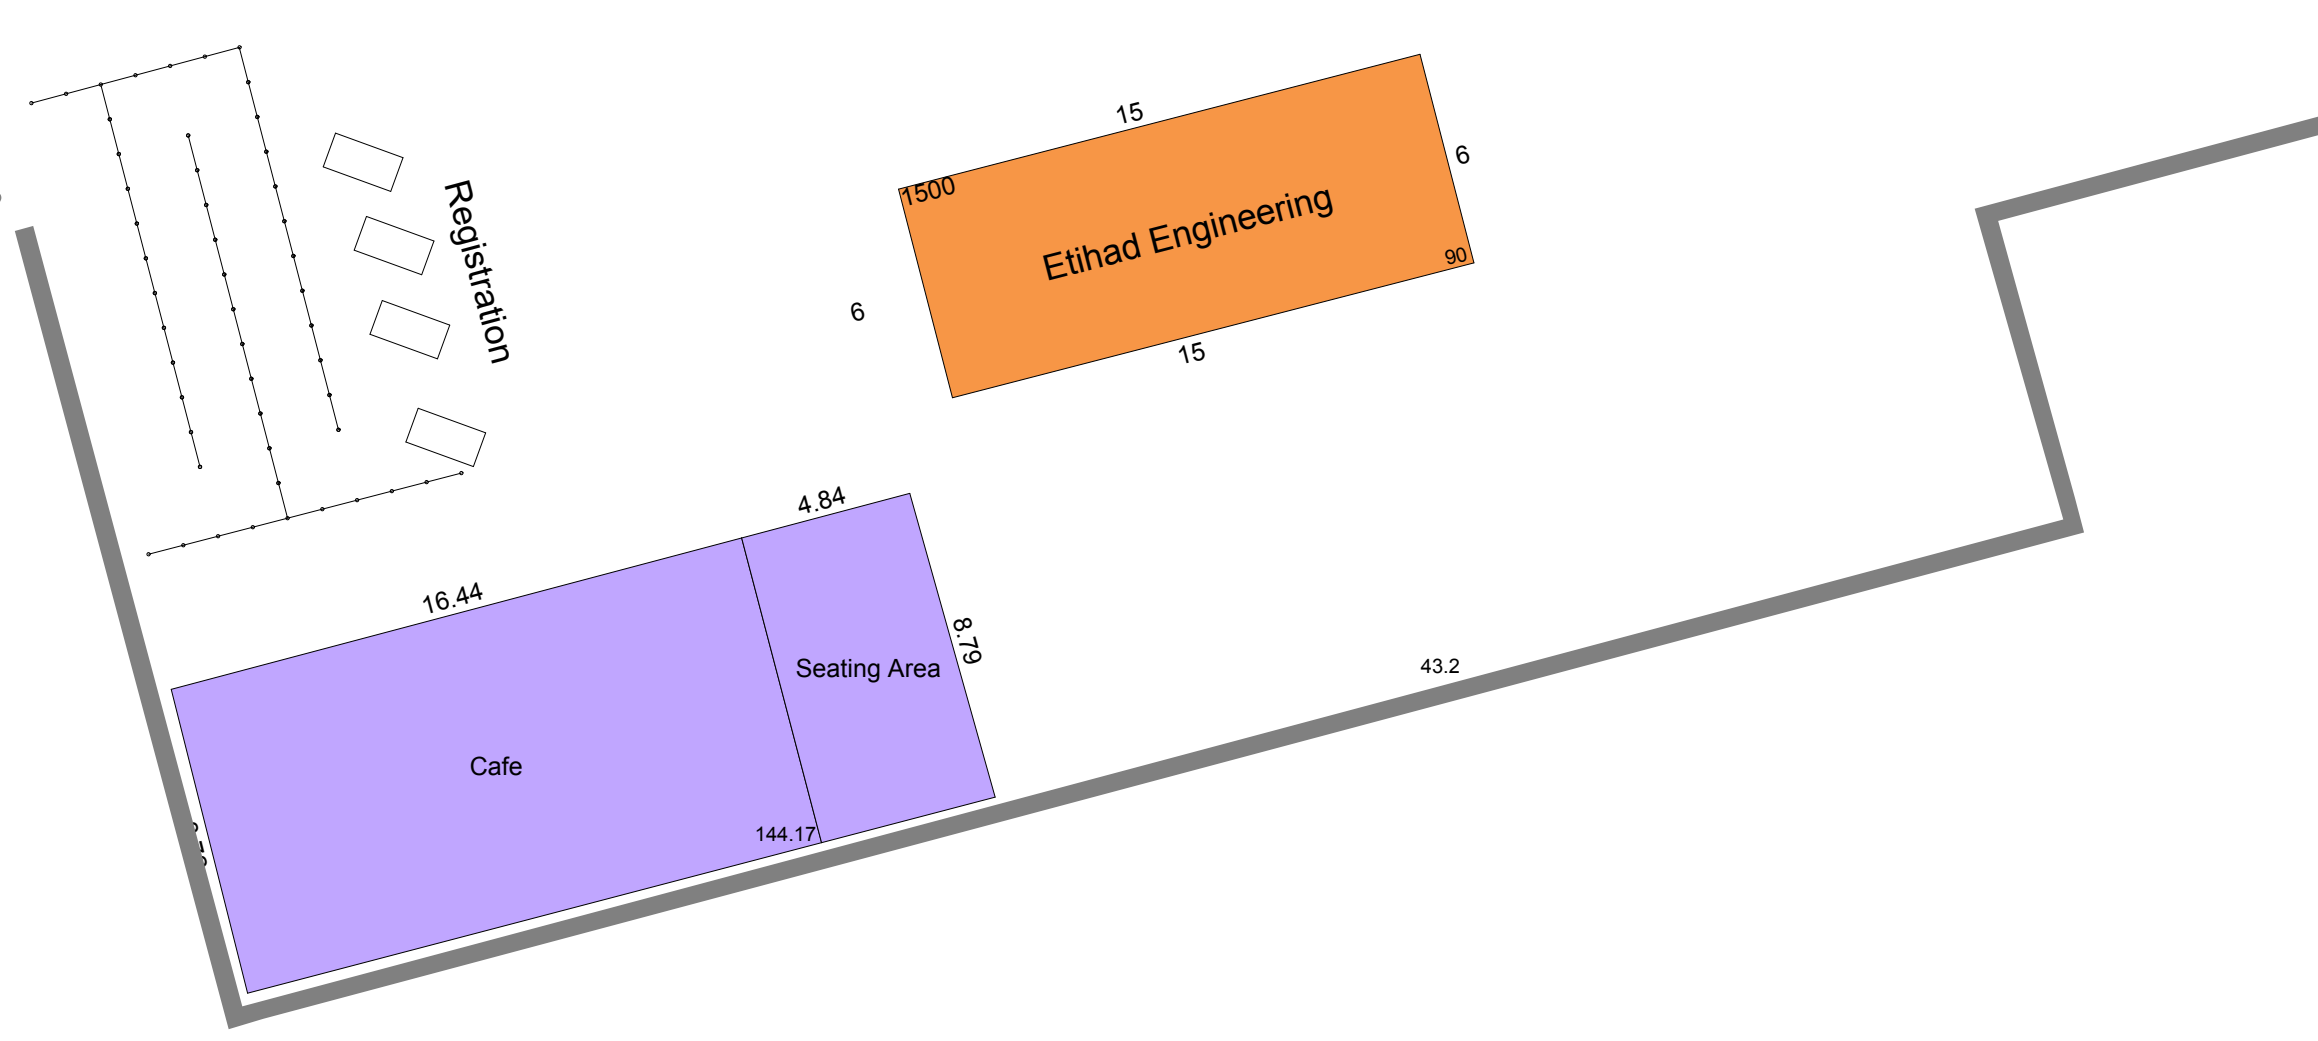 15
6
1500
Etihad Engineering
90
6
15
Registration
4.84
16.44
8.79
Seating Area
43.2
Cafe
144.17